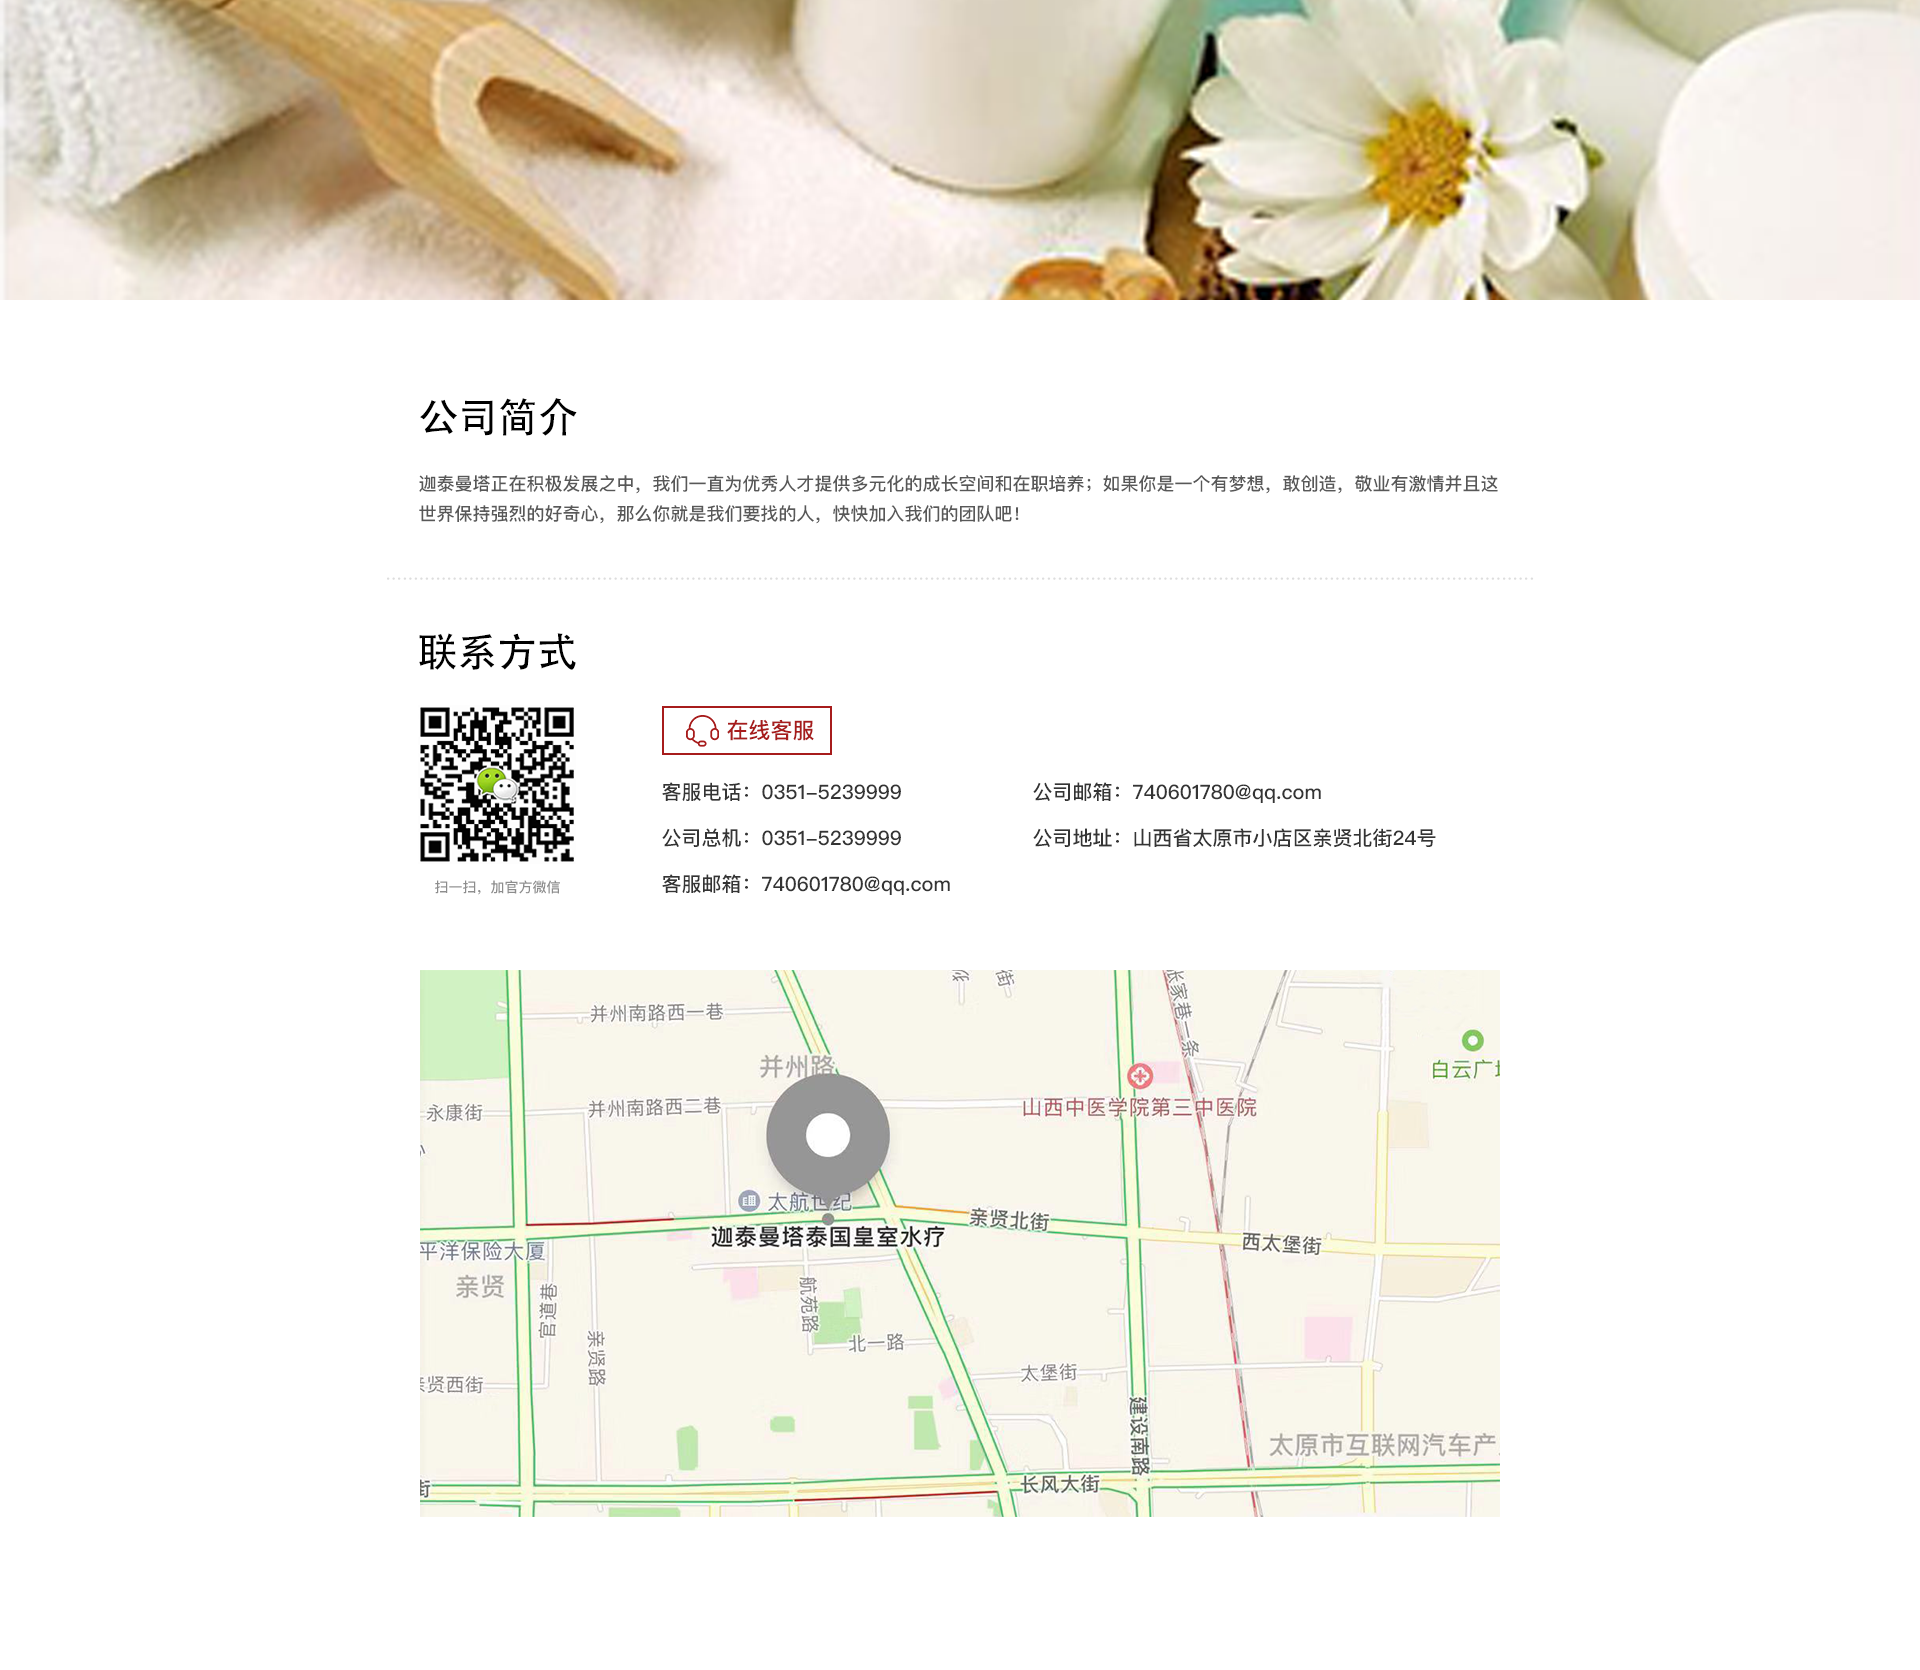 公司简介
迦泰曼塔正在积极发展之中，我们一直为优秀人才提供多元化的成长空间和在职培养；如果你是一个有梦想，敢创造，敬业有激情并且这
世界保持强烈的好奇心，那么你就是我们要找的人，快快加入我们的团队吧！
联系方式
在线客服
客服电话：0351-5239999
公司邮箱：740601780@qq.com
公司总机：0351-5239999
公司地址：山西省太原市小店区亲贤北街24号
客服邮箱：740601780@qq.com
扫一扫，加官方微信
街
张家巷一条
并州南路西一巷
并州路
白云广
永康街
并州南路西二巷
山西中医学院第三中医院
太航世纪
亲贤北街
迦泰曼塔泰国皇室水疗
西太堡街
平洋保险大厦
亲贤
官道巷
航苑路
亲贤路
北一路
太堡街
贤西街
建设南路
太原市互联网汽车产
长风大街
街